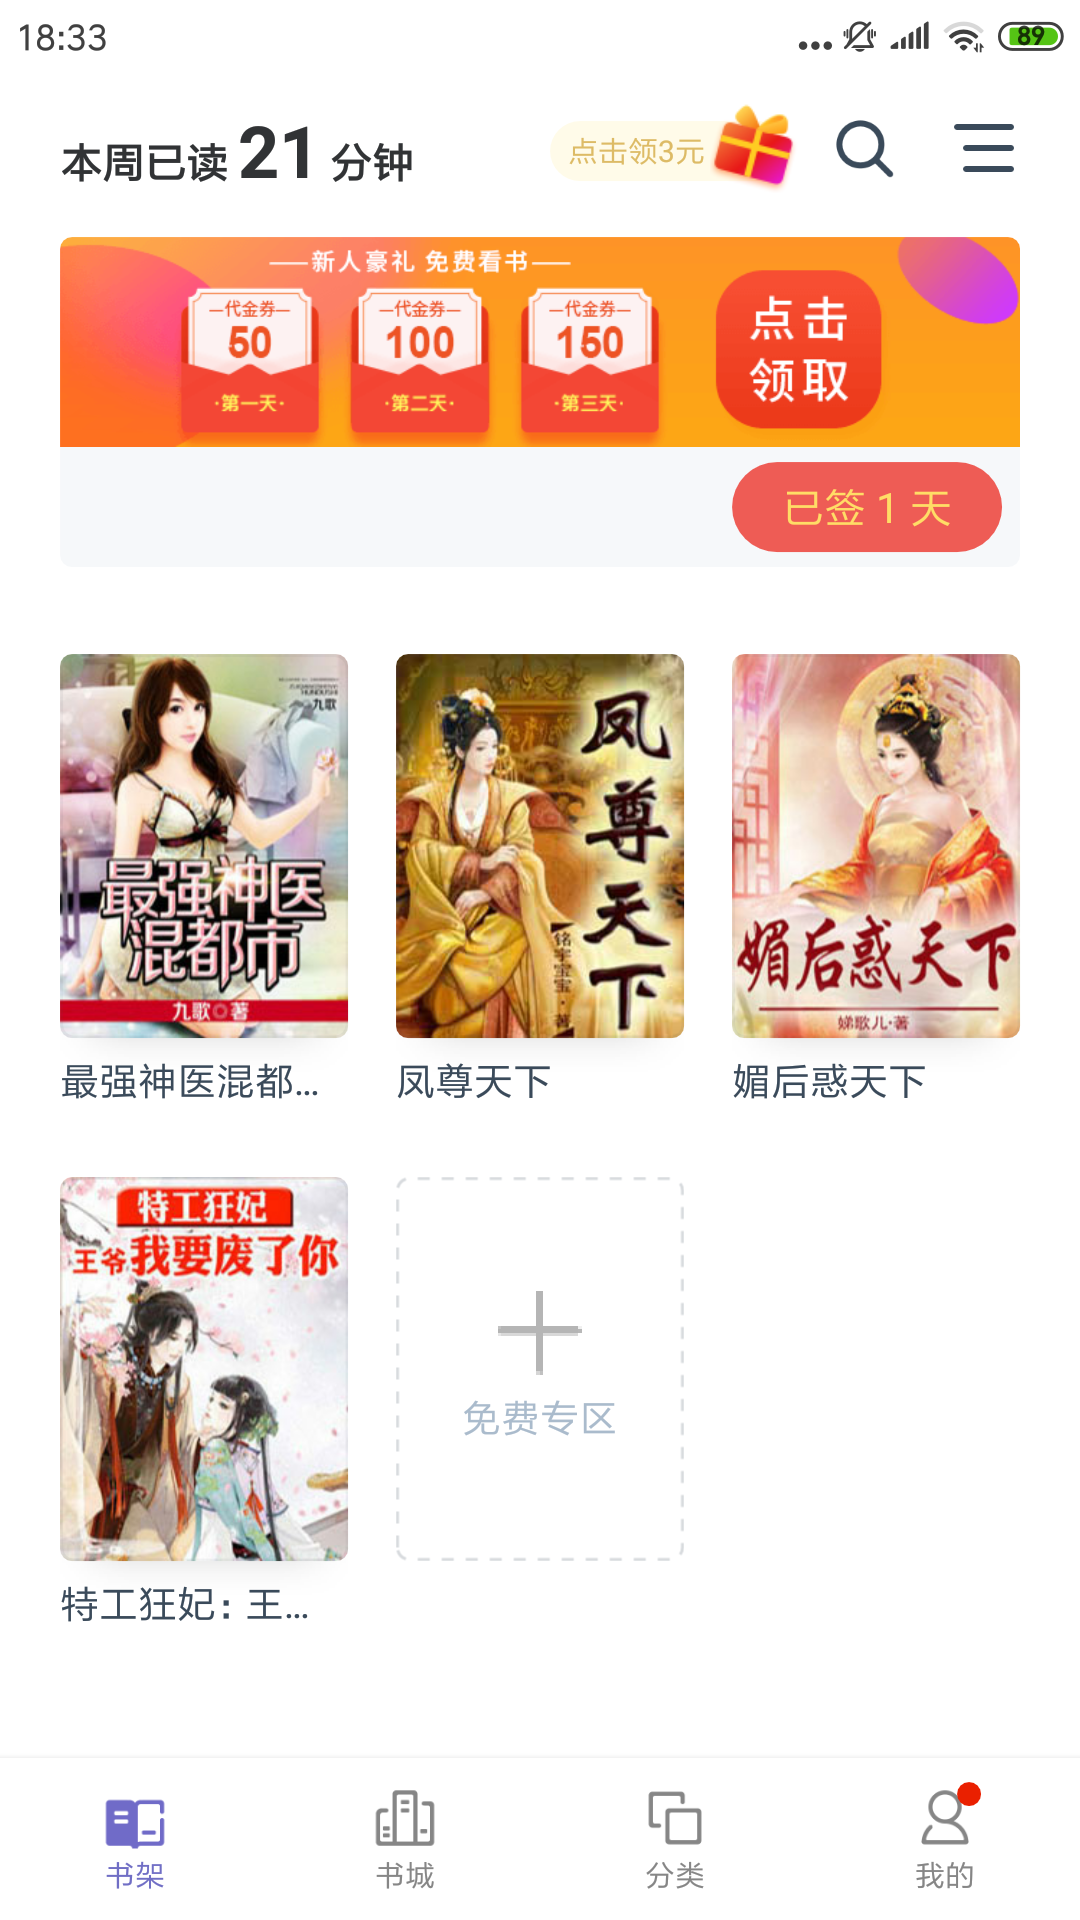 18:33
89
本周已读 21 分钟
点击领3元
新人豪礼 免费看书
代金券
50
·第一天·
代金券
100
·第二天·
代金券
150
·第三天·
点击
领取
已签 1 天
HUNDUSHI
九歌
最强神医
混都市
九歌◎著
凤尊天下
铭宇宝宝·著
媚后惑天下
娣歌儿·著
最强神医混都...
凤尊天下
媚后惑天下
特工狂妃
王爷我要废了你
免费专区
特工狂妃：王...
书架
书城
分类
我的